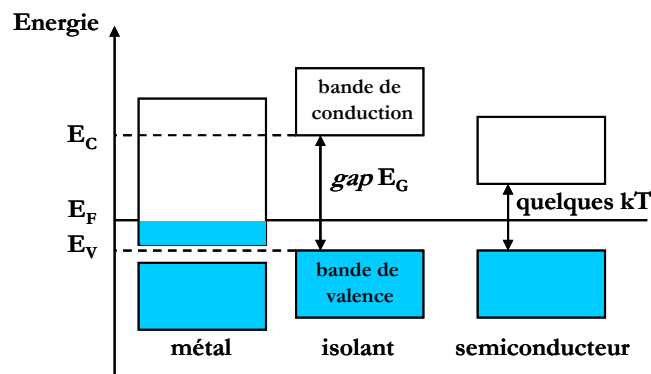 Energie
bande de
conduction
E_C
gap E_G
E_F
quelques kT
E_V
bande de
valence
métal
isolant
semiconducteur